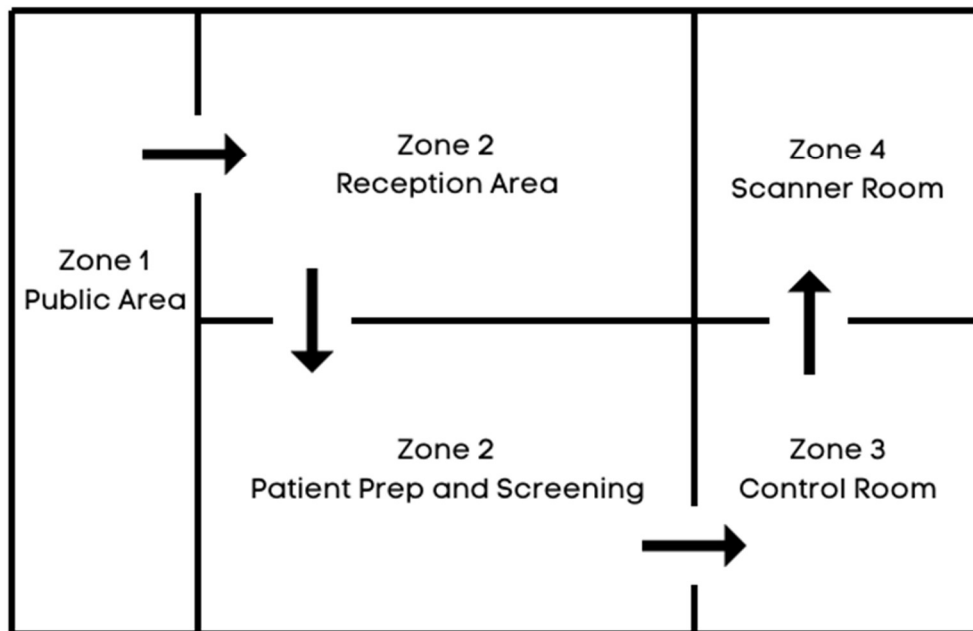 Zone 1
Public Area
Zone 2
Reception Area
Zone 2
Patient Prep and Screening
Zone 4
Scanner Room
Zone 3
Control Room